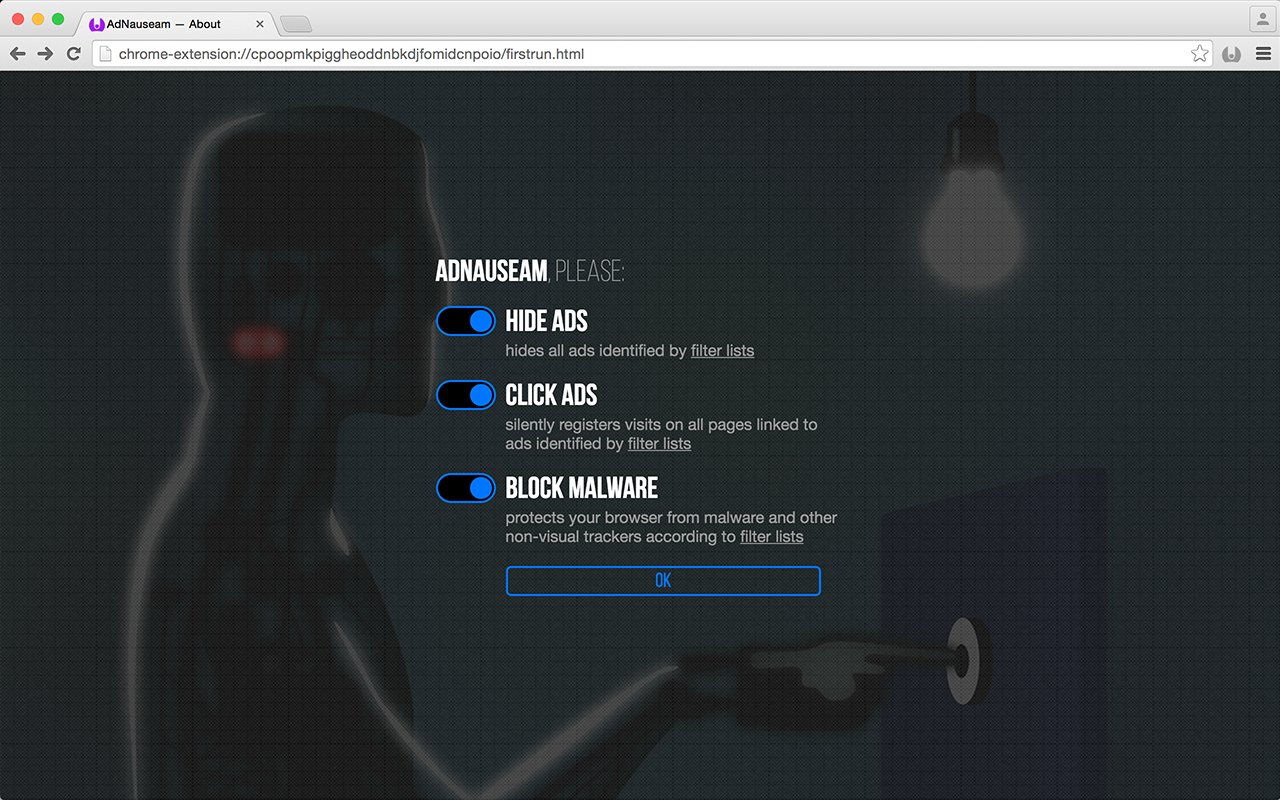 AdNauseam — About
chrome-extension://cpoopmkpiggheoddnbkdjfomidcnpoio/firstrun.html
ADNAUSEAM, PLEASE:
HIDE ADS
hides all ads identified by filter lists
CLICK ADS
silently registers visits on all pages linked to
ads identified by filter lists
BLOCK MALWARE
protects your browser from malware and other
non-visual trackers according to filter lists
OK